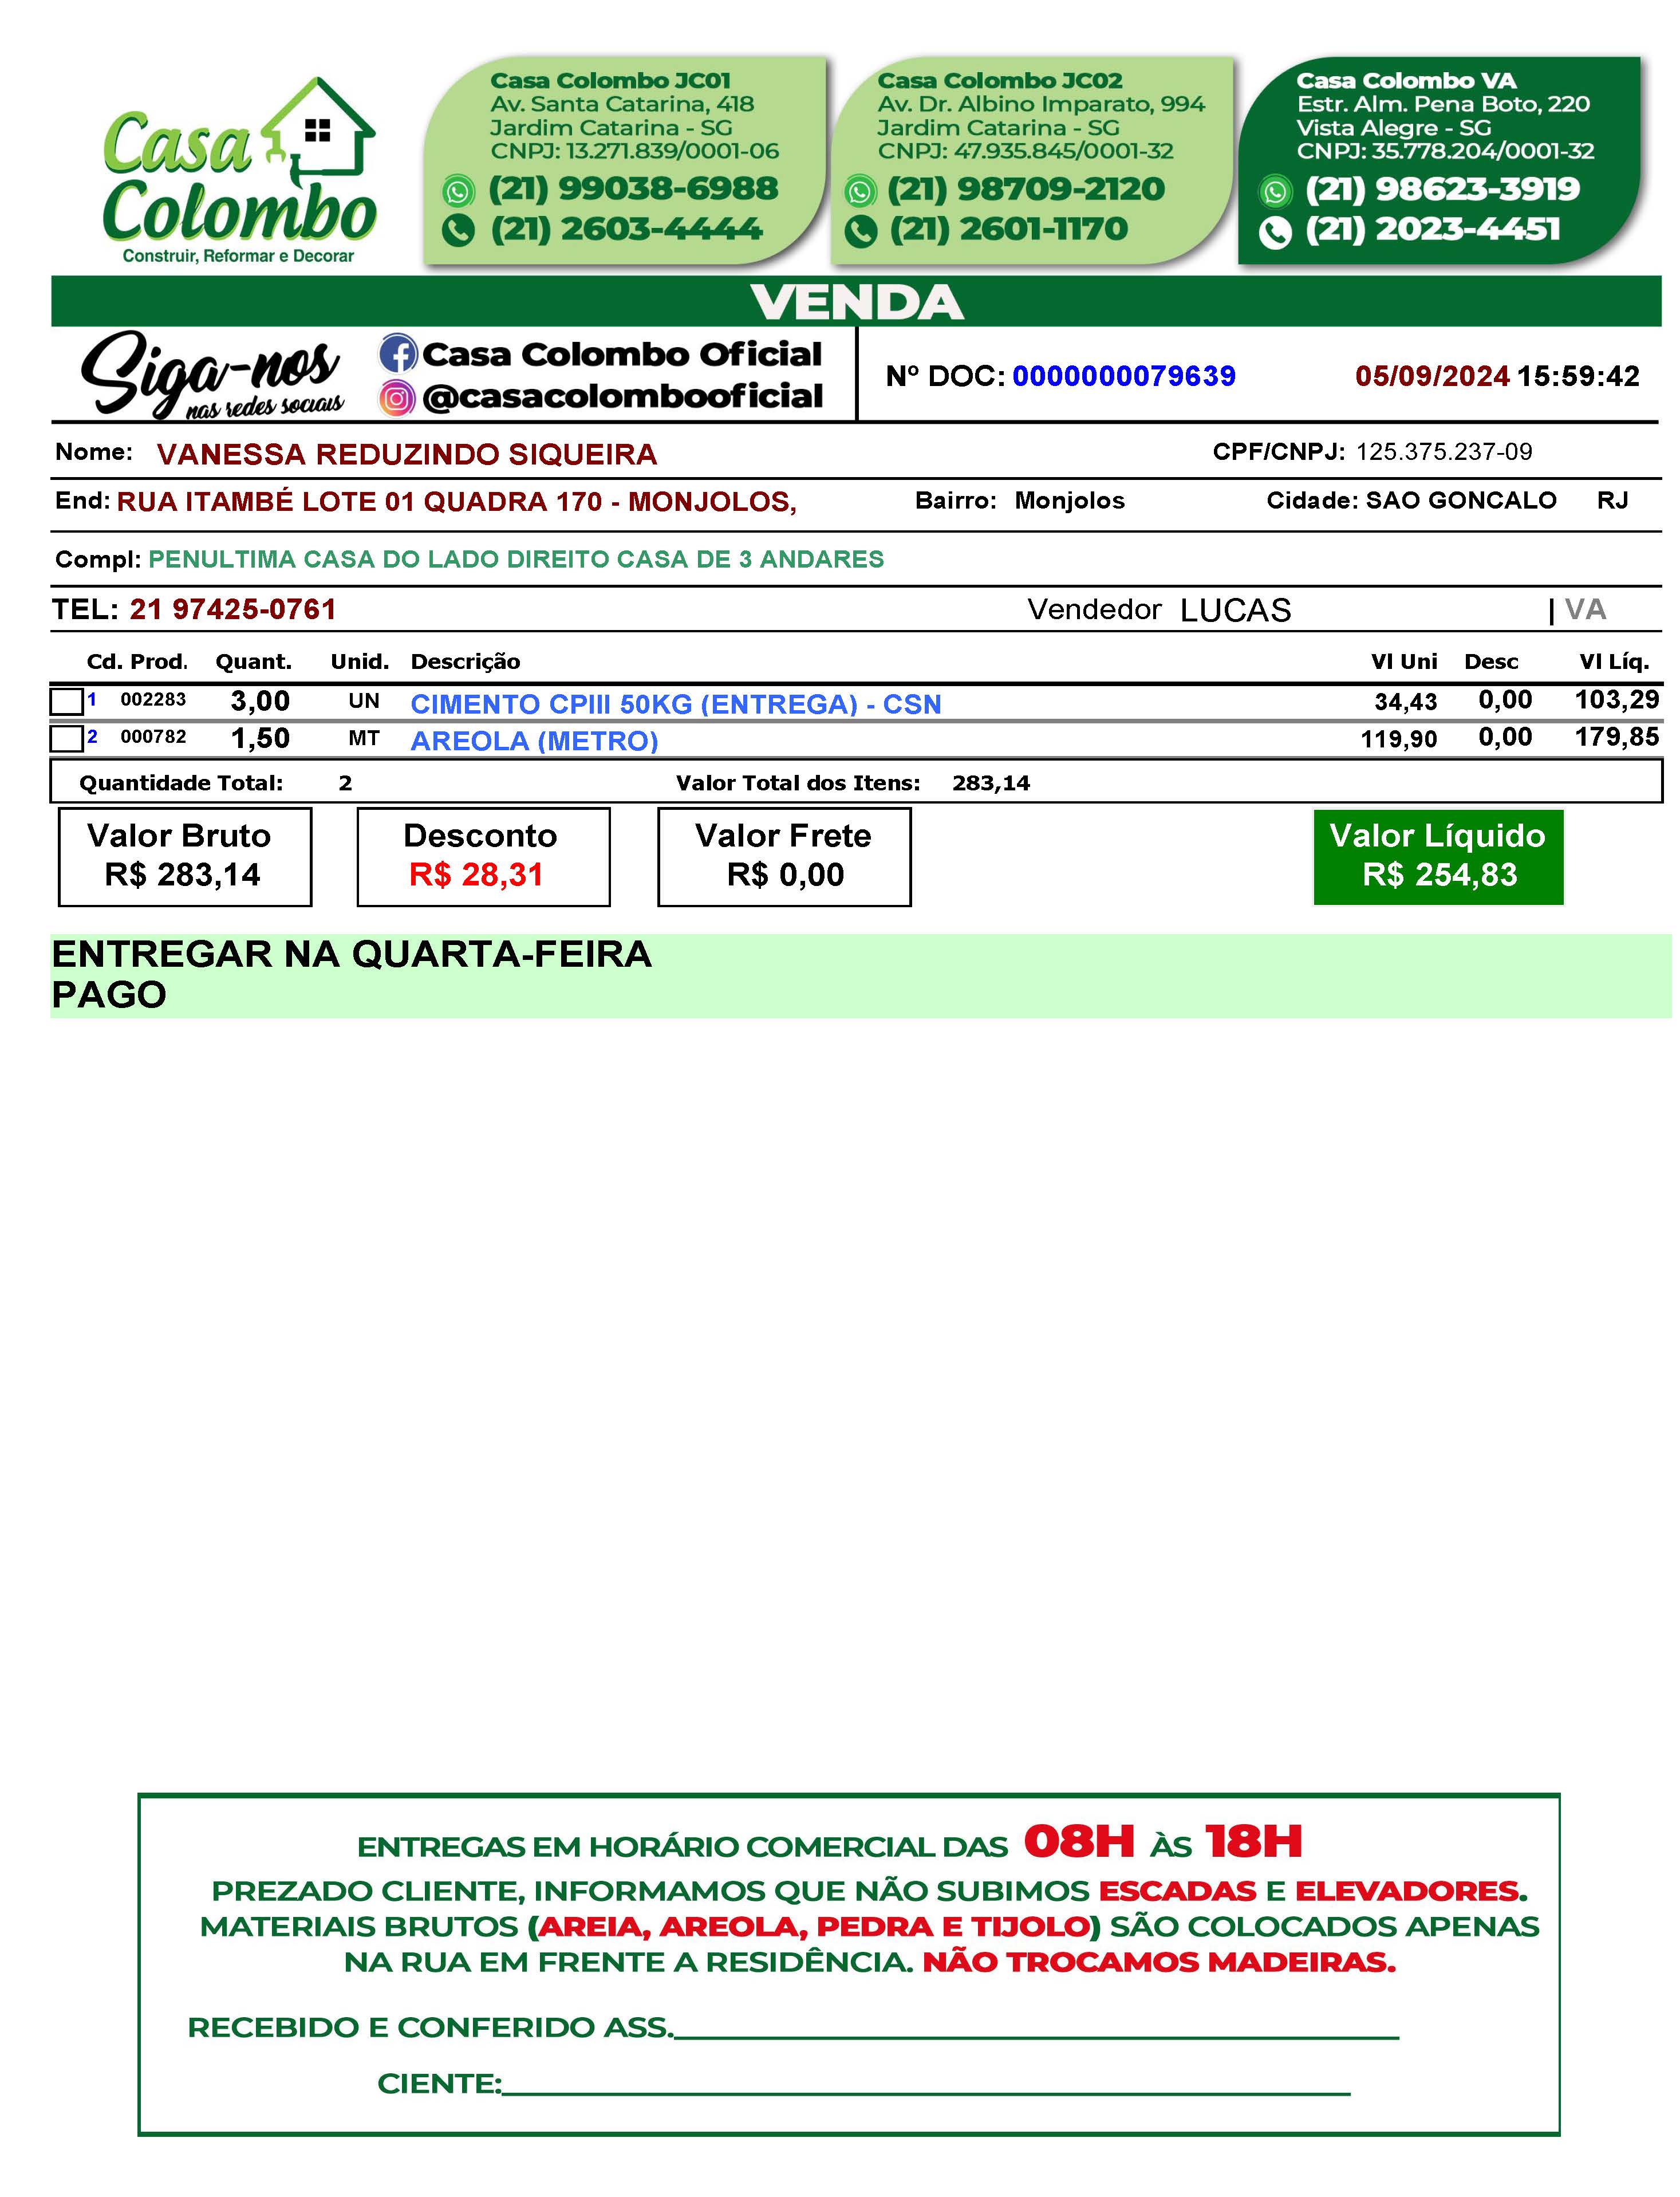 Casa Colombo
Construir, Reformar e Decorar
Casa Colombo JC01
Av. Santa Catarina, 418
Jardim Catarina - SG
CNPJ: 13.271.839/0001-06
(21) 99038-6988
(21) 2603-4444
Casa Colombo JC02
Av. Dr. Albino Imparato, 994
Jardim Catarina - SG
CNPJ: 47.935.845/0001-32
(21) 98709-2120
(21) 2601-1170
Casa Colombo VA
Estr. Alm. Pena Boto, 220
Vista Alegre - SG
CNPJ: 35.778.204/0001-32
(21) 98623-3919
(21) 2023-4451
VENDA
Siga-nos
nas redes sociais
Casa Colombo Oficial
@casacolombooficial
Nº DOC: 0000000079639 05/09/2024 15:59:42
Nome: VANESSA REDUZINDO SIQUEIRA CPF/CNPJ: 125.375.237-09
End: RUA ITAMBÉ LOTE 01 QUADRA 170 - MONJOLOS, Bairro: Monjolos Cidade: SAO GONCALO RJ
Compl: PENULTIMA CASA DO LADO DIREITO CASA DE 3 ANDARES
TEL: 21 97425-0761 Vendedor LUCAS | VA
Cd. Prod. Quant. Unid. Descrição Vl Uni Desc Vl Líq.
1 002283 3,00 UN CIMENTO CPIII 50KG (ENTREGA) - CSN 34,43 0,00 103,29
2 000782 1,50 MT AREOLA (METRO) 119,90 0,00 179,85
Quantidade Total: 2 Valor Total dos Itens: 283,14
Valor Bruto Desconto Valor Frete Valor Líquido
R$ 283,14 R$ 28,31 R$ 0,00 R$ 254,83
ENTREGAR NA QUARTA-FEIRA
PAGO
ENTREGAS EM HORÁRIO COMERCIAL DAS 08H ÀS 18H
PREZADO CLIENTE, INFORMAMOS QUE NÃO SUBIMOS ESCADAS E ELEVADORES.
MATERIAIS BRUTOS (AREIA, AREOLA, PEDRA E TIJOLO) SÃO COLOCADOS APENAS
NA RUA EM FRENTE A RESIDÊNCIA. NÃO TROCAMOS MADEIRAS.
RECEBIDO E CONFERIDO ASS.
CIENTE: